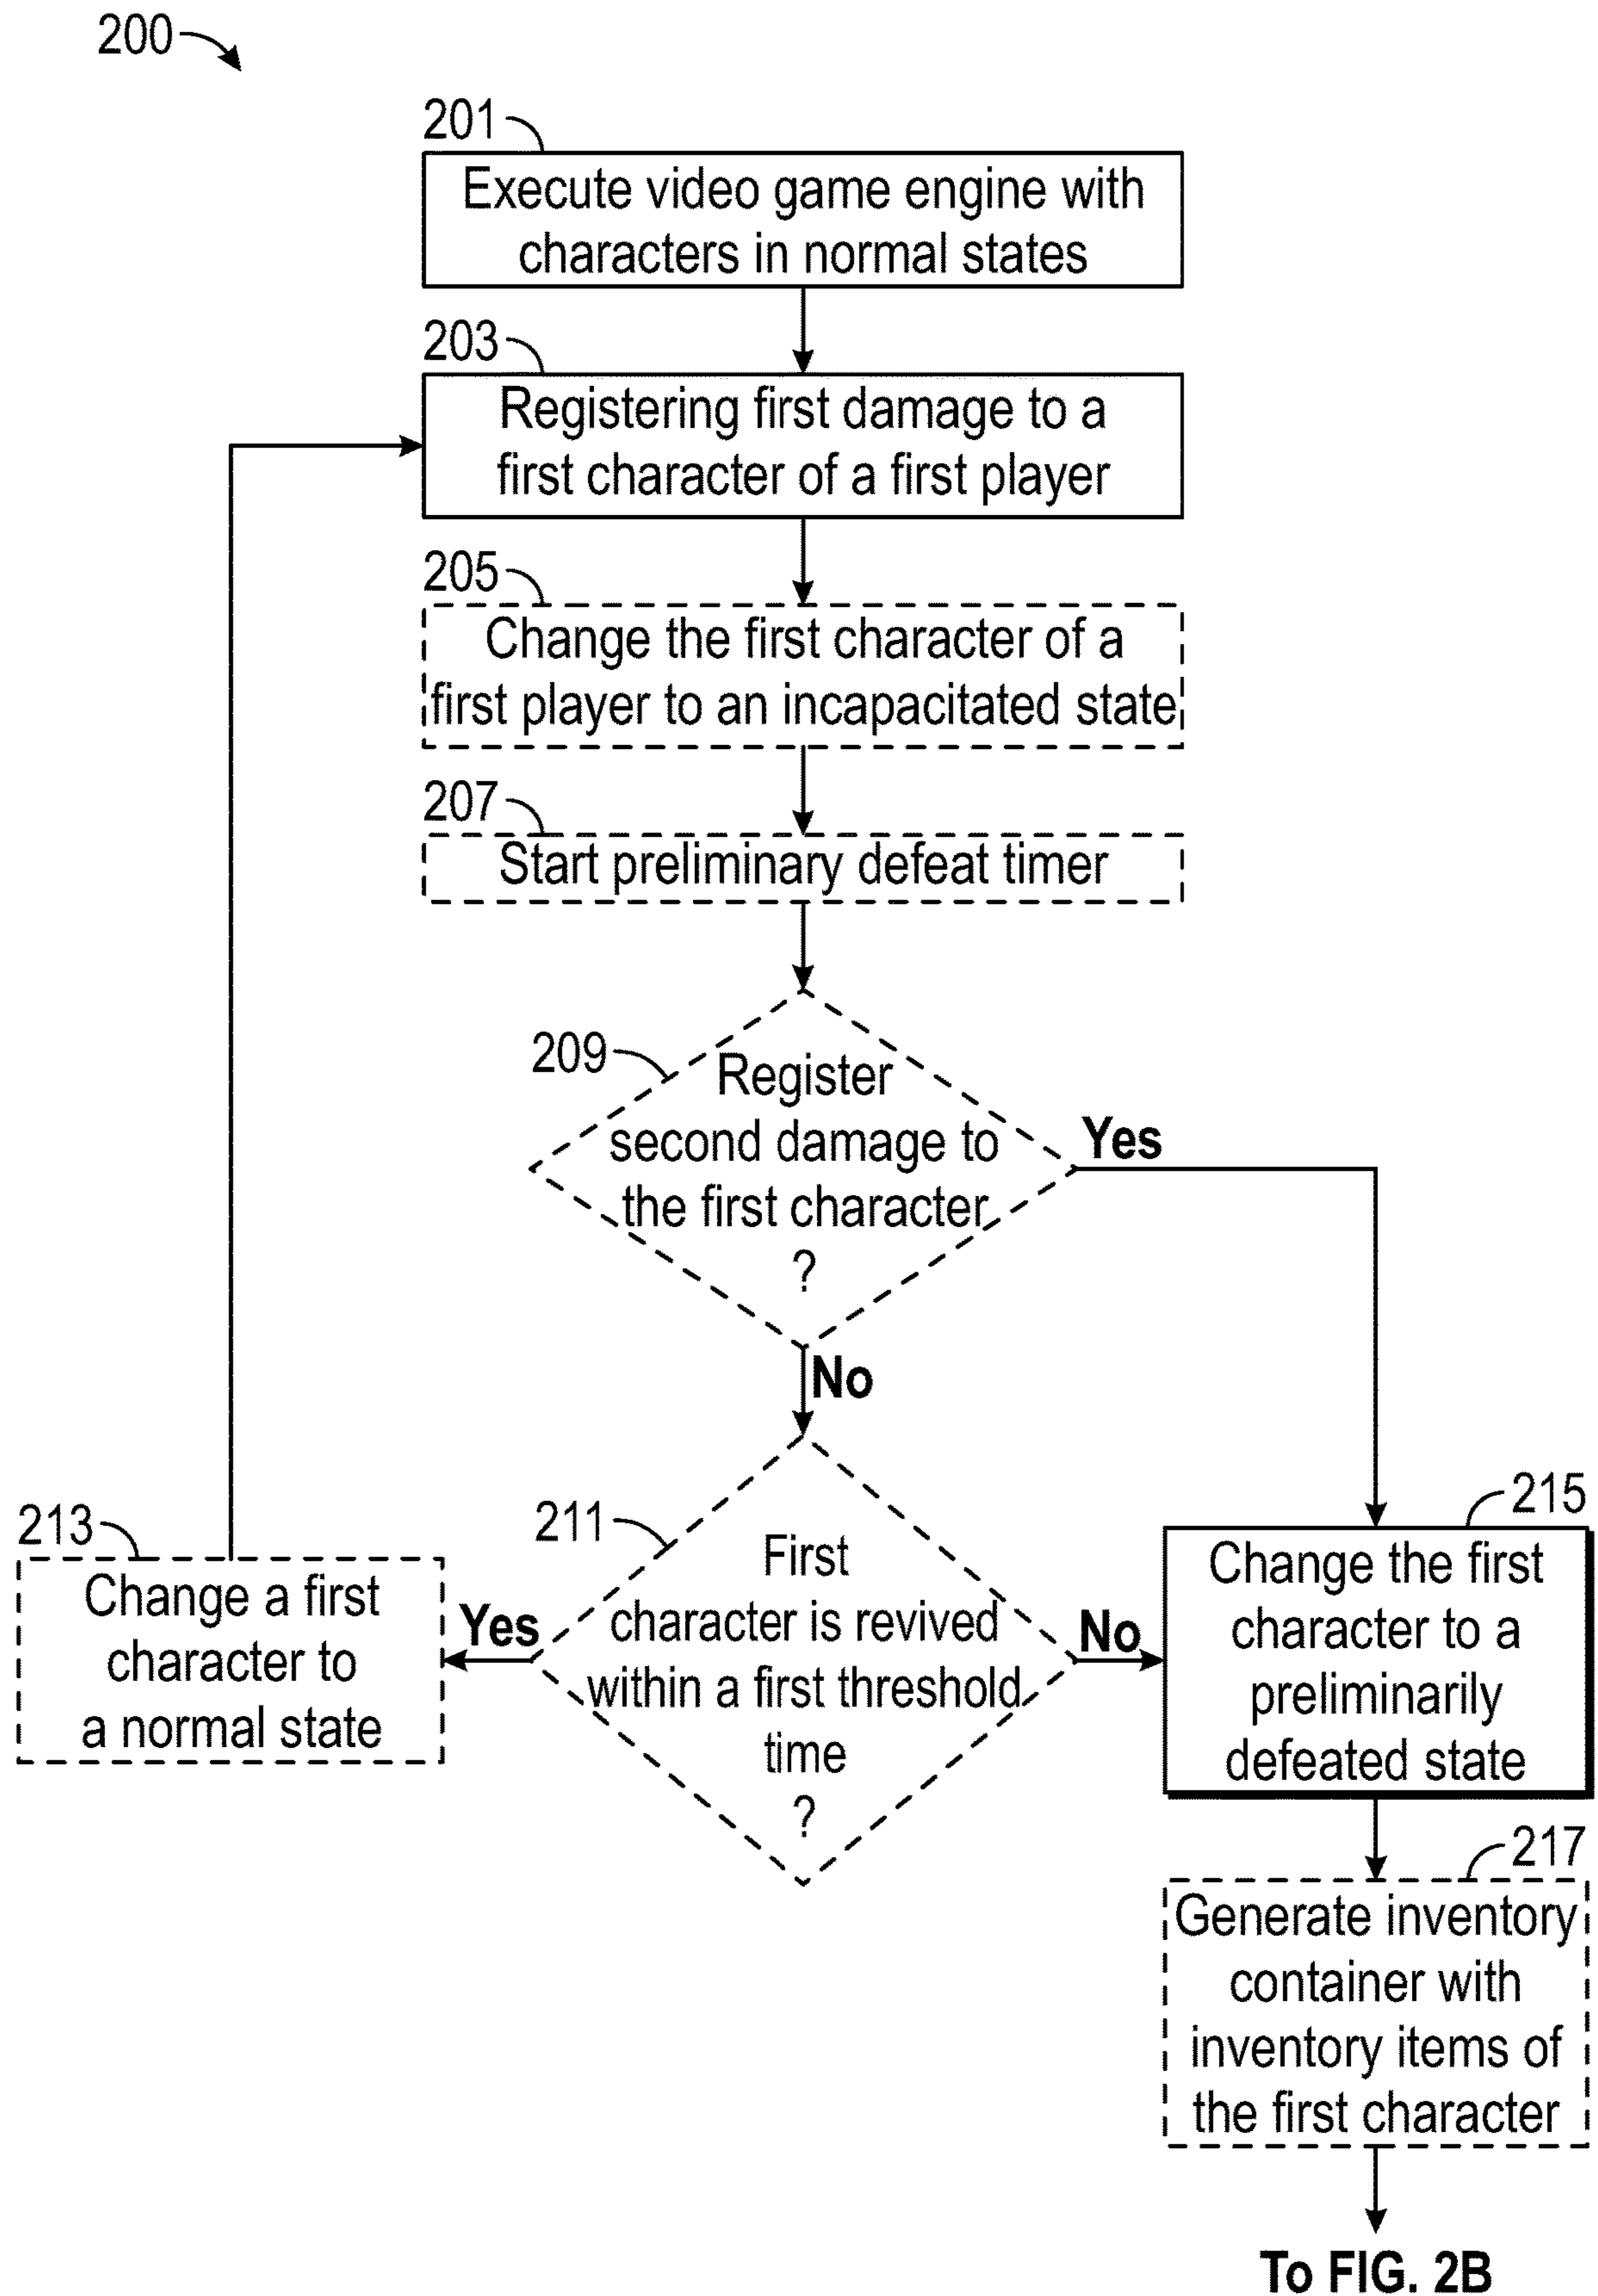 200
201
Execute video game engine with
characters in normal states
203
Registering first damage to a
first character of a first player
205
Change the first character of a
first player to an incapacitated state
207
Start preliminary defeat timer
209
Register
second damage to
the first character
?
Yes
No
211
First
character is revived
within a first threshold
time
?
Yes
No
213
Change a first
character to
a normal state
215
Change the first
character to a
preliminarily
defeated state
217
Generate inventory
container with
inventory items of
the first character
To FIG. 2B